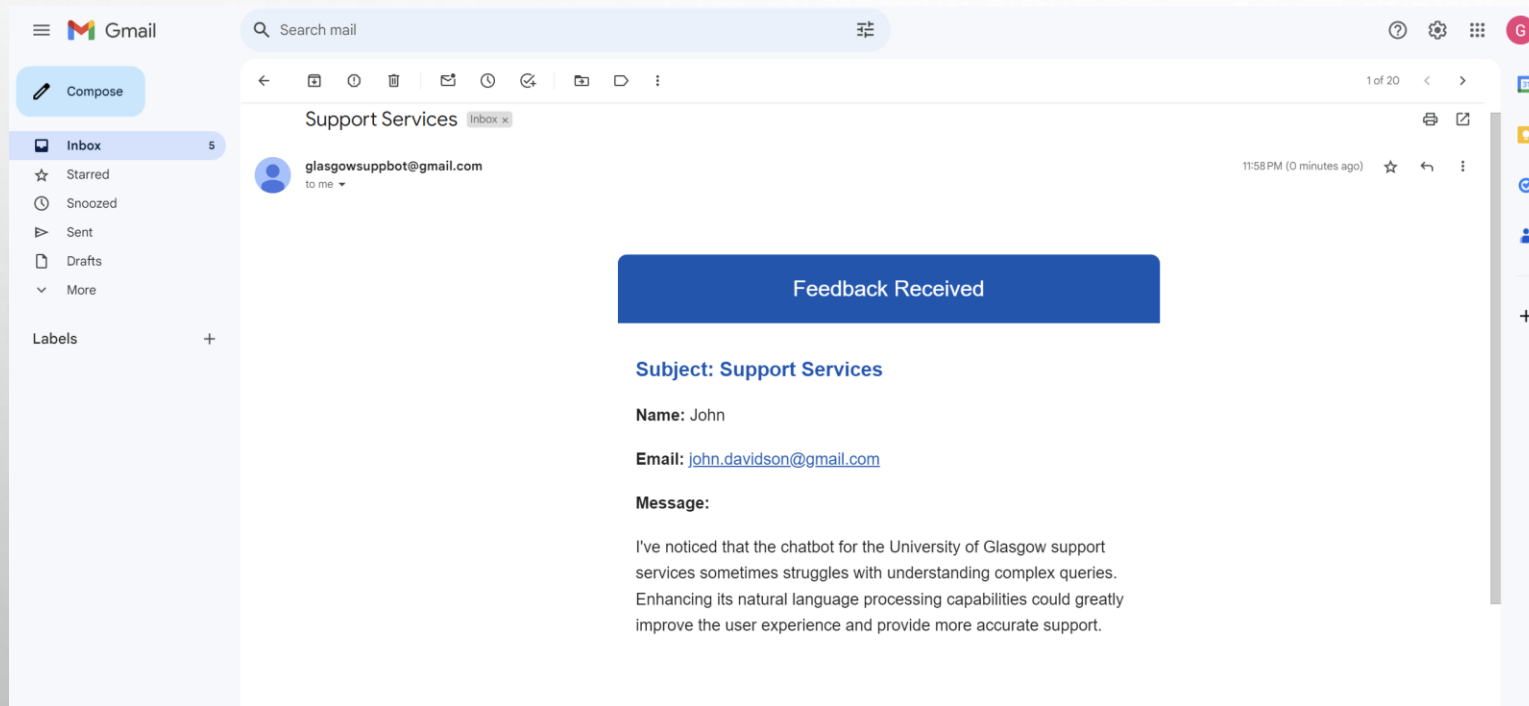 Gmail
Search mail
G
Compose
1 of 20
Support Services Inbox x
Inbox 5
glasgowsuppbot@gmail.com
11:58 PM (0 minutes ago)
to me
Starred
Snoozed
Sent
Drafts
More
Labels
Feedback Received
Subject: Support Services
Name: John
Email: john.davidson@gmail.com
Message:
I've noticed that the chatbot for the University of Glasgow support
services sometimes struggles with understanding complex queries.
Enhancing its natural language processing capabilities could greatly
improve the user experience and provide more accurate support.